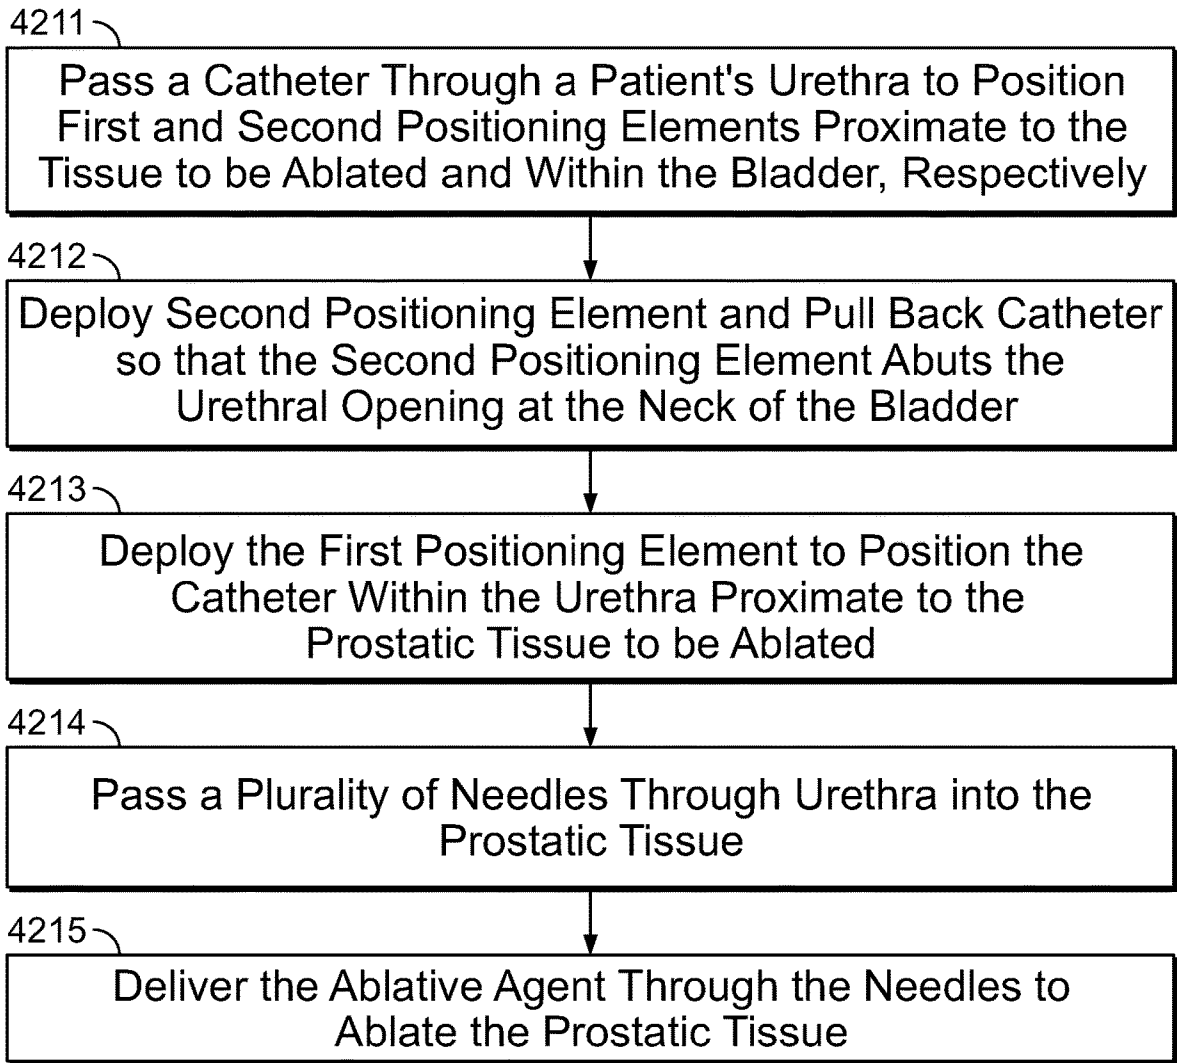 4211
Pass a Catheter Through a Patient's Urethra to Position
First and Second Positioning Elements Proximate to the
Tissue to be Ablated and Within the Bladder, Respectively
4212
Deploy Second Positioning Element and Pull Back Catheter
so that the Second Positioning Element Abuts the
Urethral Opening at the Neck of the Bladder
4213
Deploy the First Positioning Element to Position the
Catheter Within the Urethra Proximate to the
Prostatic Tissue to be Ablated
4214
Pass a Plurality of Needles Through Urethra into the
Prostatic Tissue
4215
Deliver the Ablative Agent Through the Needles to
Ablate the Prostatic Tissue